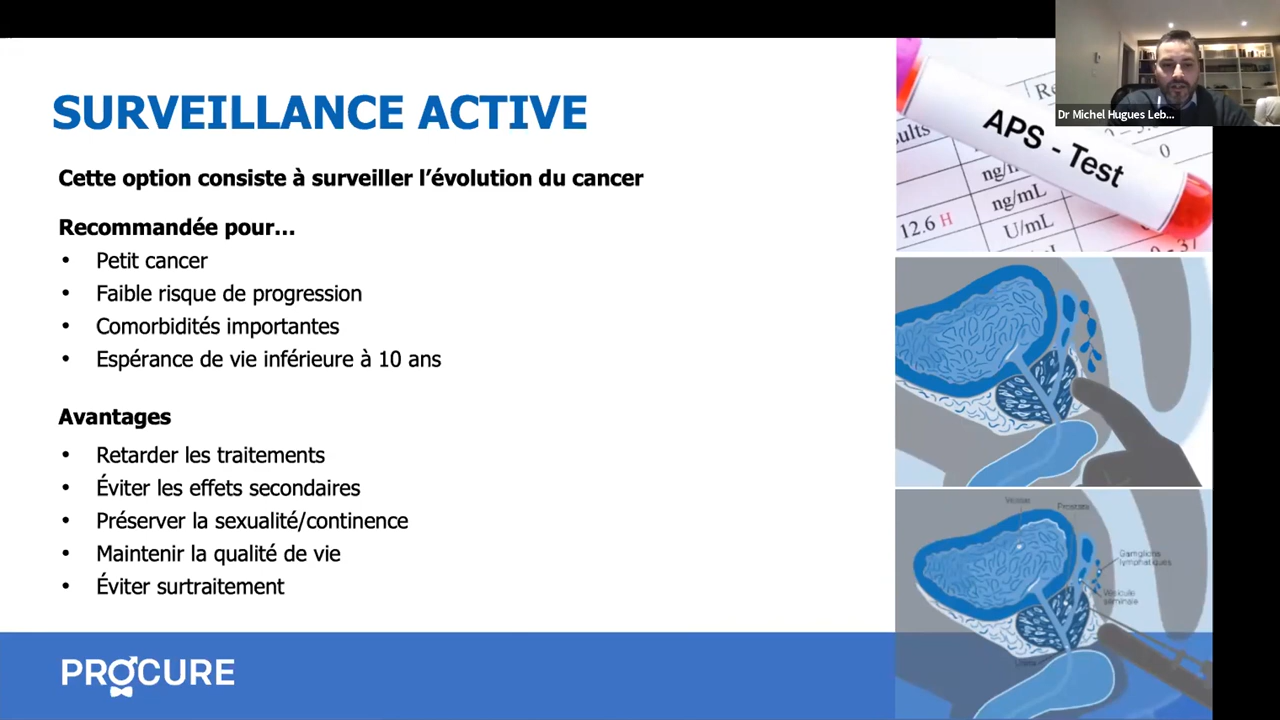 SURVEILLANCE ACTIVE
Cette option consiste à surveiller l’évolution du cancer
Recommandée pour...
• Petit cancer
• Faible risque de progression
• Comorbidités importantes
• Espérance de vie inférieure à 10 ans
Avantages
• Retarder les traitements
• Éviter les effets secondaires
• Préserver la sexualité/continence
• Maintenir la qualité de vie
• Éviter surtraitement
PROCURE
Dr Michel Hugues Leb...
APS - Test
ng/mL
U/mL
12.6 H
0
Vessie
Prostate
Ganglions
lymphatiques
Vésicule
séminale